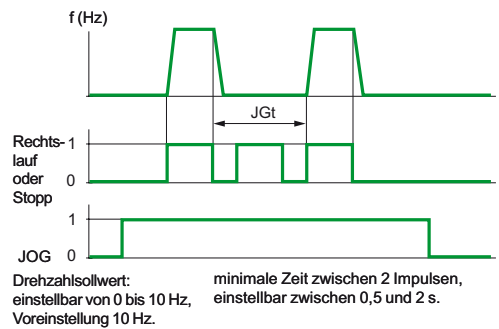 f (Hz)
JGt
Rechts-
lauf
oder
Stopp
1
0
1
JOG 0
Drehzahlsollwert:
einstellbar von 0 bis 10 Hz,
Voreinstellung 10 Hz.
minimale Zeit zwischen 2 Impulsen,
einstellbar zwischen 0,5 und 2 s.